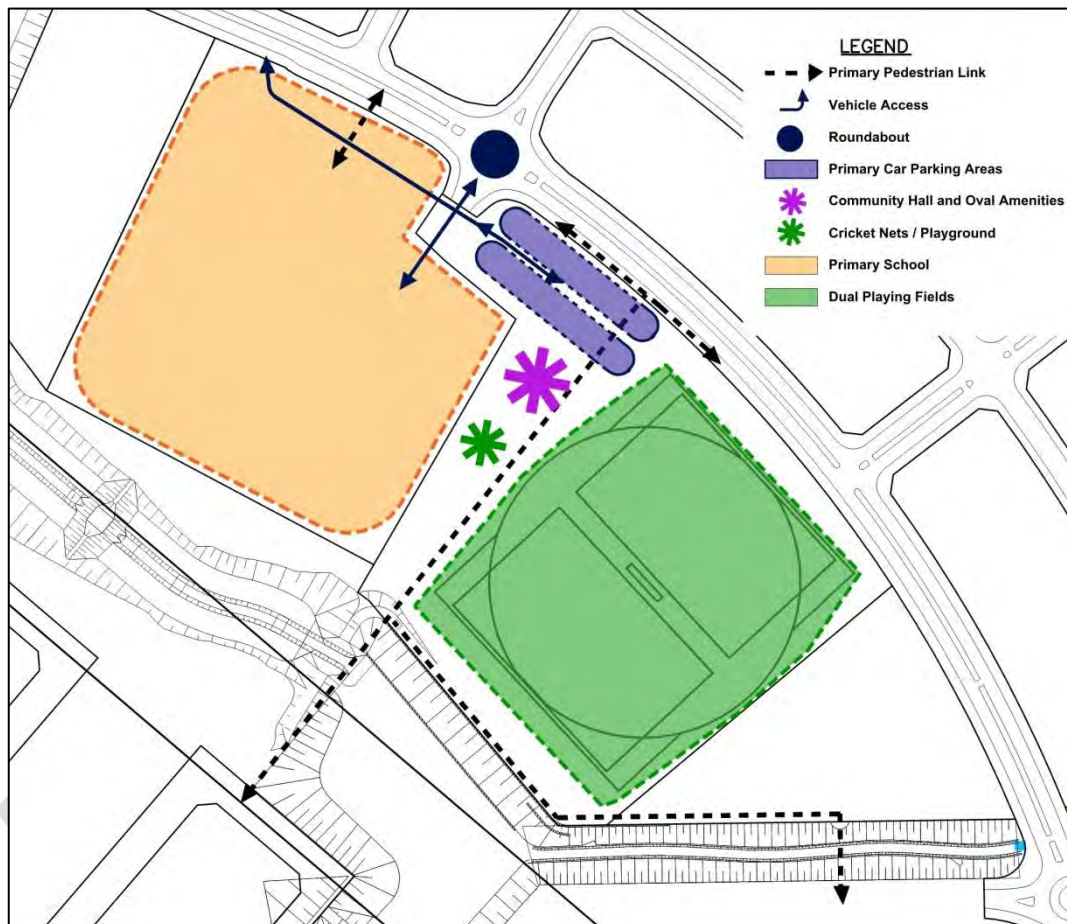 LEGEND
Primary Pedestrian Link
Vehicle Access
Roundabout
Primary Car Parking Areas
Community Hall and Oval Amenities
Cricket Nets / Playground
Primary School
Dual Playing Fields